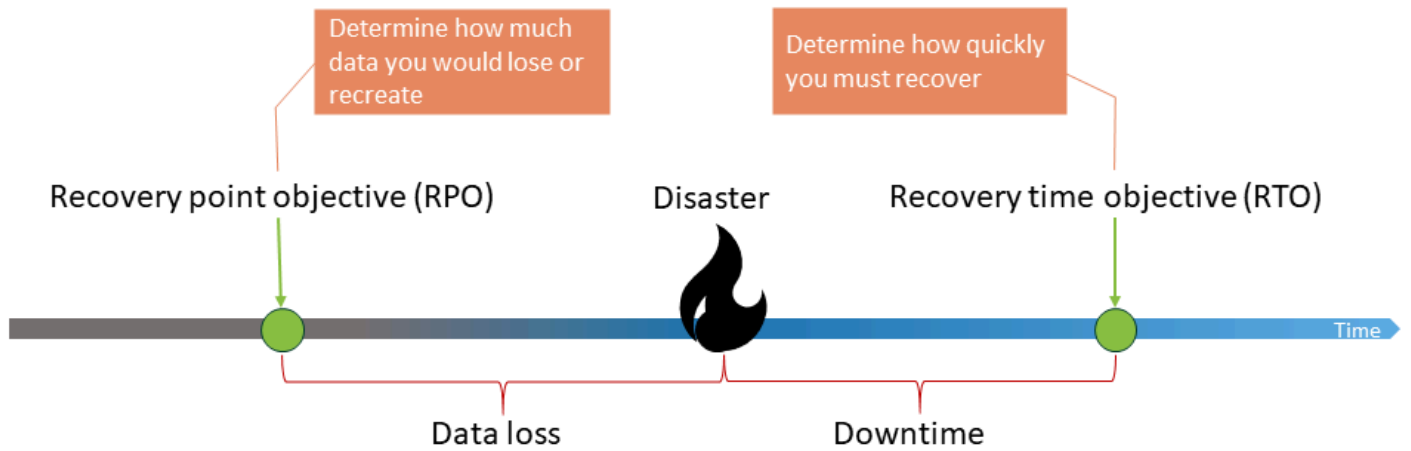 Determine how much
data you would lose or
recreate
Determine how quickly
you must recover
Recovery point objective (RPO)
Disaster
Recovery time objective (RTO)
Time
Data loss
Downtime